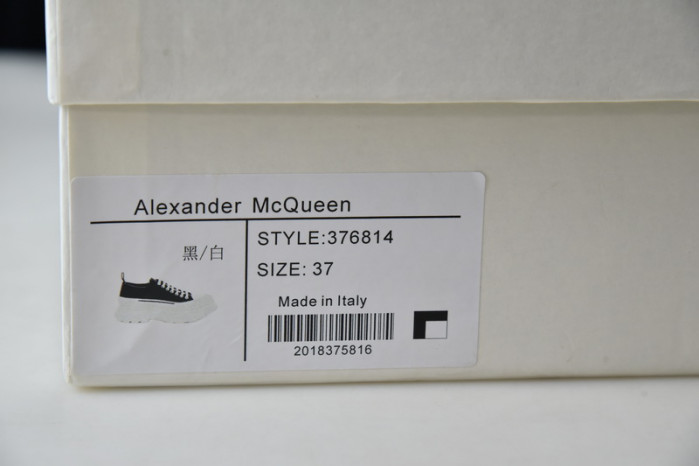 Alexander McQueen
黑/白
STYLE:376814
SIZE: 37
Made in Italy
2018375816